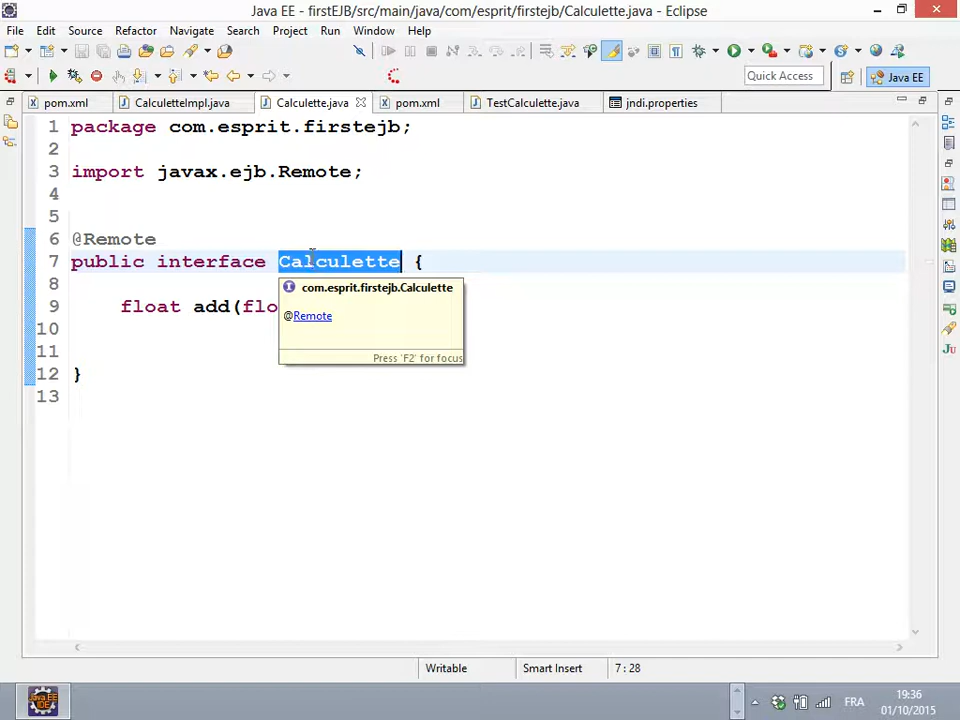 Java EE - firstEJB/src/main/java/com/esprit/firstejb/Calculette.java - Eclipse
File Edit Source Refactor Navigate Search Project Run Window Help
Quick Access Java EE
pom.xml CalculetteImpl.java Calculette.java pom.xml TestCalculette.java jndi.properties
1 package com.esprit.firstejb;
2
3 import javax.ejb.Remote;
4
5
6 @Remote
7 public interface Calculette {
8 com.esprit.firstejb.Calculette
9 float add(flo
@Remote
10
11
Press 'F2' for focus
12 }
13
Writable Smart Insert 7 : 28
Java EE IDE FRA 19:36
01/10/2015